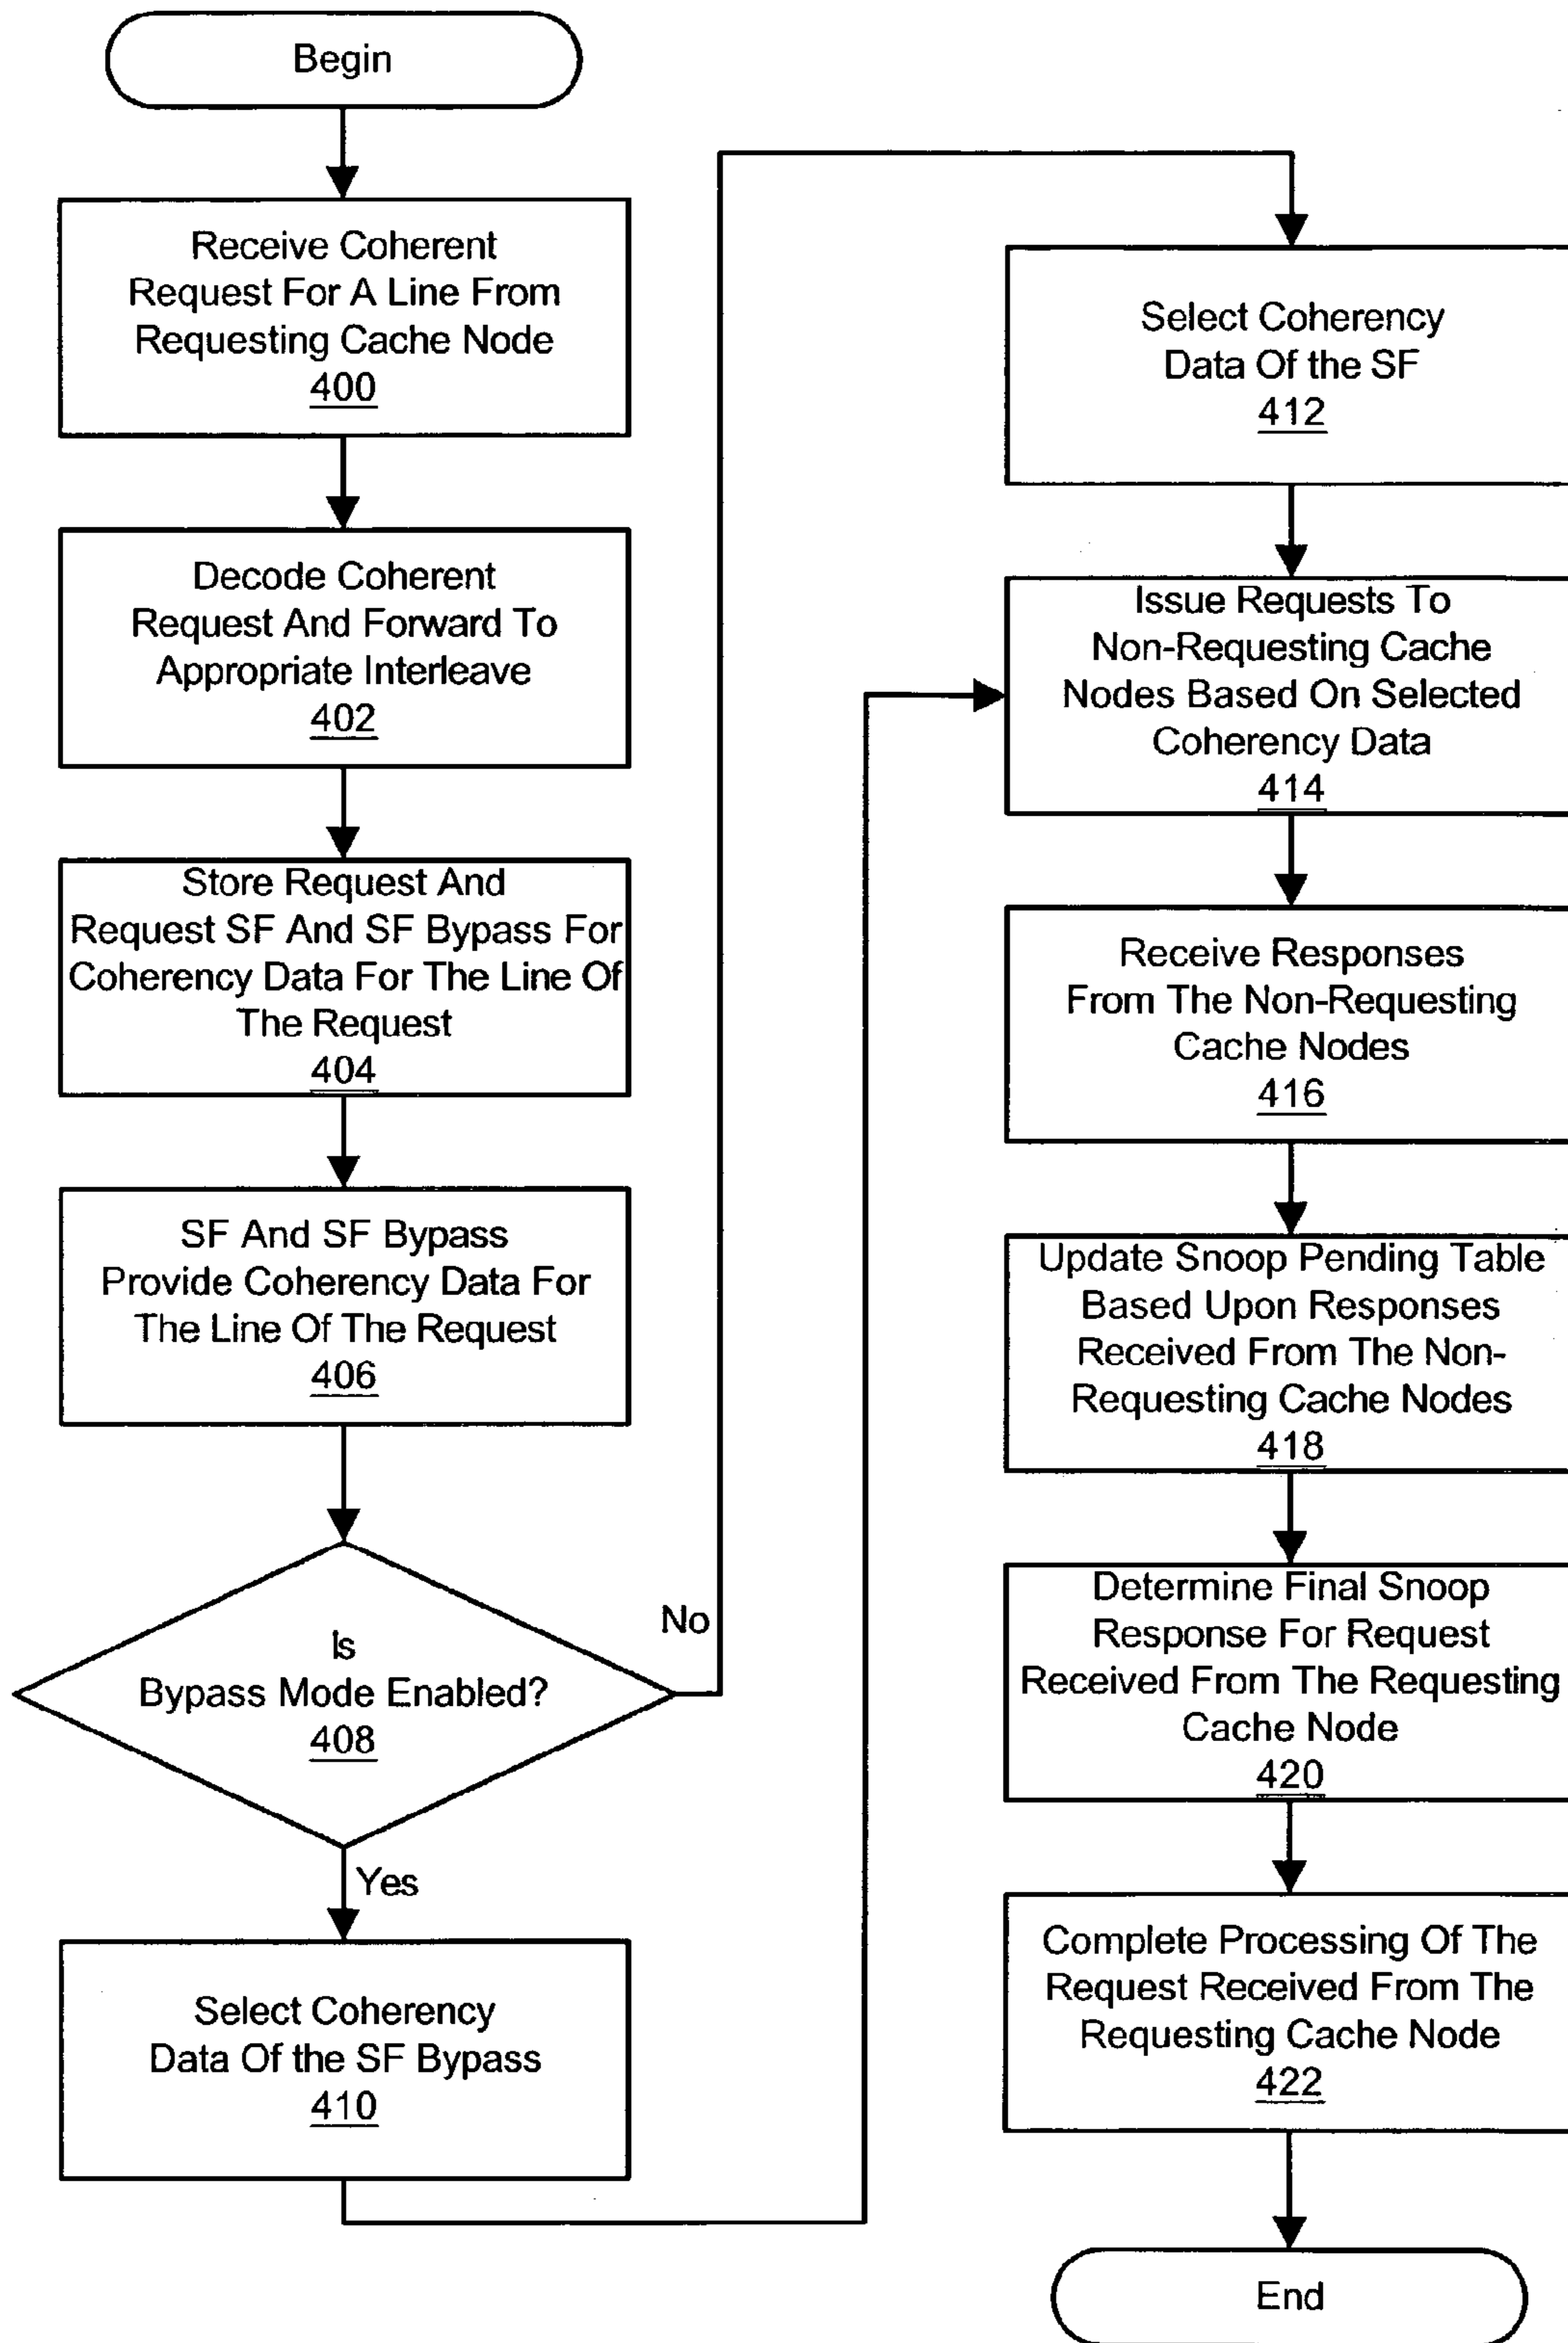 Begin
Receive Coherent
Request For A Line From
Requesting Cache Node
400
Decode Coherent
Request And Forward To
Appropriate Interleave
402
Store Request And
Request SF And SF Bypass For
Coherency Data For The Line Of
The Request
404
SF And SF Bypass
Provide Coherency Data For
The Line Of The Request
406
Is
Bypass Mode Enabled?
408
No
Yes
Select Coherency
Data Of the SF Bypass
410
Select Coherency
Data Of the SF
412
Issue Requests To
Non-Requesting Cache
Nodes Based On Selected
Coherency Data
414
Receive Responses
From The Non-Requesting
Cache Nodes
416
Update Snoop Pending Table
Based Upon Responses
Received From The Non-
Requesting Cache Nodes
418
Determine Final Snoop
Response For Request
Received From The Requesting
Cache Node
420
Complete Processing Of The
Request Received From The
Requesting Cache Node
422
End